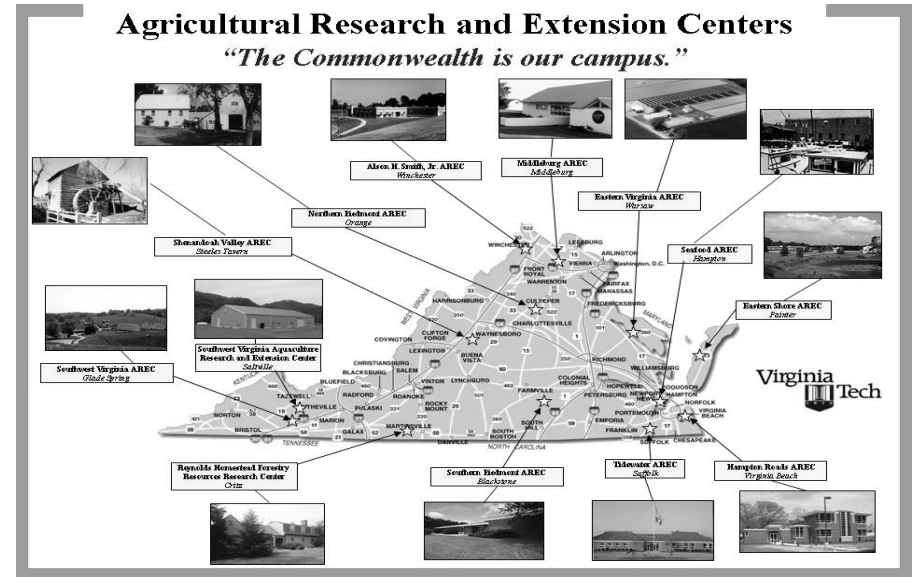 Agricultural Research and Extension Centers
“The Commonwealth is our campus.”
Alson H. Smith, Jr. AREC
Winchester
Middleburg AREC
Middleburg
Eastern Virginia AREC
Warsaw
Northern Piedmont AREC
Orange
Shenandoah Valley AREC
Steeles Tavern
Seafood AREC
Hampton
Eastern Shore AREC
Painter
Southwest Virginia Aquaculture
Research and Extension Center
Saltville
Southwest Virginia AREC
Glade Spring
Virginia
Tech
WINCHESTER
LEESBURG
ARLINGTON
Washington, D.C.
VIENNA
FRONT
ROYAL
FAIRFAX
WARRENTON
MANASSAS
WEST VIRGINIA
HARRISONBURG
CULPEPER
FREDERICKSBURG
MARYLAND
CHARLOTTESVILLE
CLIFTON
FORGE
WAYNESBORO
COVINGTON
LEXINGTON
BUENA
VISTA
RICHMOND
WILLIAMSBURG
CHRISTIANSBURG
BLACKSBURG
SALEM
BLUEFIELD
VINTON
LYNCHBURG
FARMVILLE
COLONIAL
HEIGHTS
HOPEWELL
POQUOSON
TAZEWELL
RADFORD
ROANOKE
PETERSBURG
NEWPORT
NEWS
HAMPTON
PULASKI
ROCKY
MOUNT
NORFOLK
NORTON
MARION
PORTSMOUTH
VIRGINIA
BEACH
BRISTOL
GALAX
MARTINSVILLE
DANVILLE
SOUTH
BOSTON
SOUTH
HILL
EMPORIA
FRANKLIN
SUFFOLK
CHESAPEAKE
TENNESSEE
NORTH CAROLINA
Reynolds Homestead Forestry
Resources Research Center
Critz
Southern Piedmont AREC
Blackstone
Tidewater AREC
Suffolk
Hampton Roads AREC
Virginia Beach